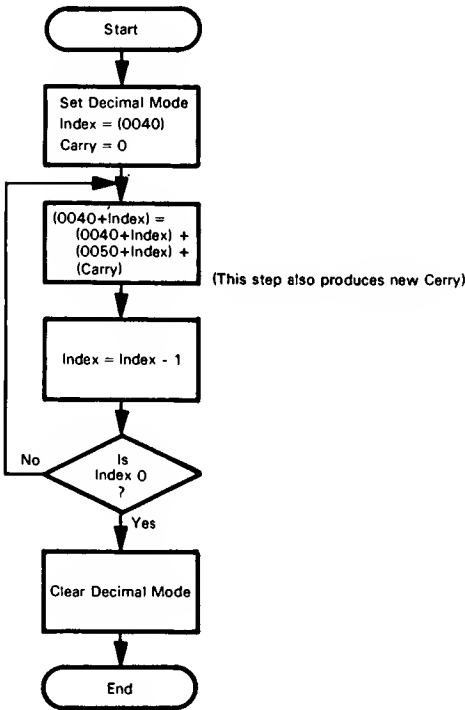 Start
Set Decimal Mode
Index = (0040)
Carry = 0
(0040+Index) =
(0040+Index) +
(0050+Index) +
(Carry)
(This step also produces new Cerry)
Index = Index - 1
No
Is
Index 0
?
Yes
Clear Decimal Mode
End